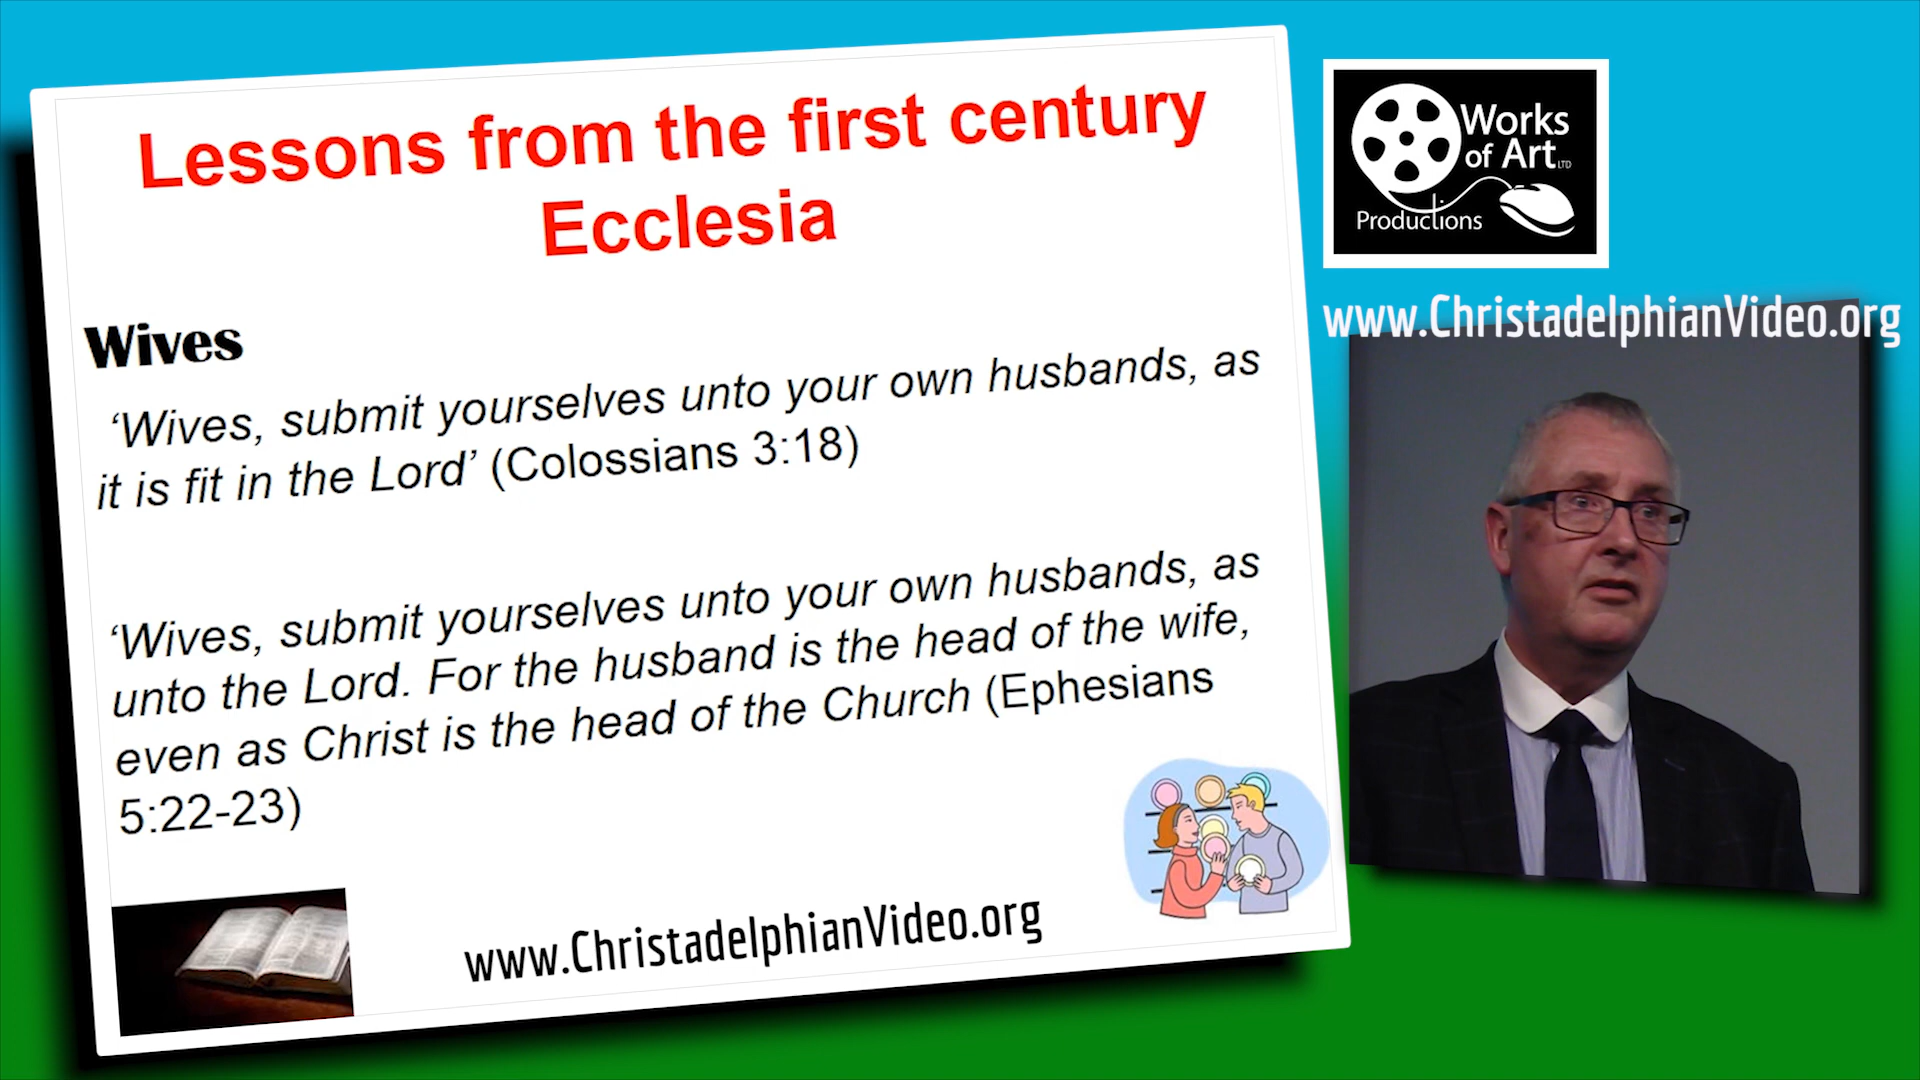 Lessons from the first century
Ecclesia
Wives
‘Wives, submit yourselves unto your own husbands, as
it is fit in the Lord’ (Colossians 3:18)
‘Wives, submit yourselves unto your own husbands, as
unto the Lord. For the husband is the head of the wife,
even as Christ is the head of the Church (Ephesians
5:22-23)
www.ChristadelphianVideo.org
Works
of Art LTD
Productions
www.ChristadelphianVideo.org